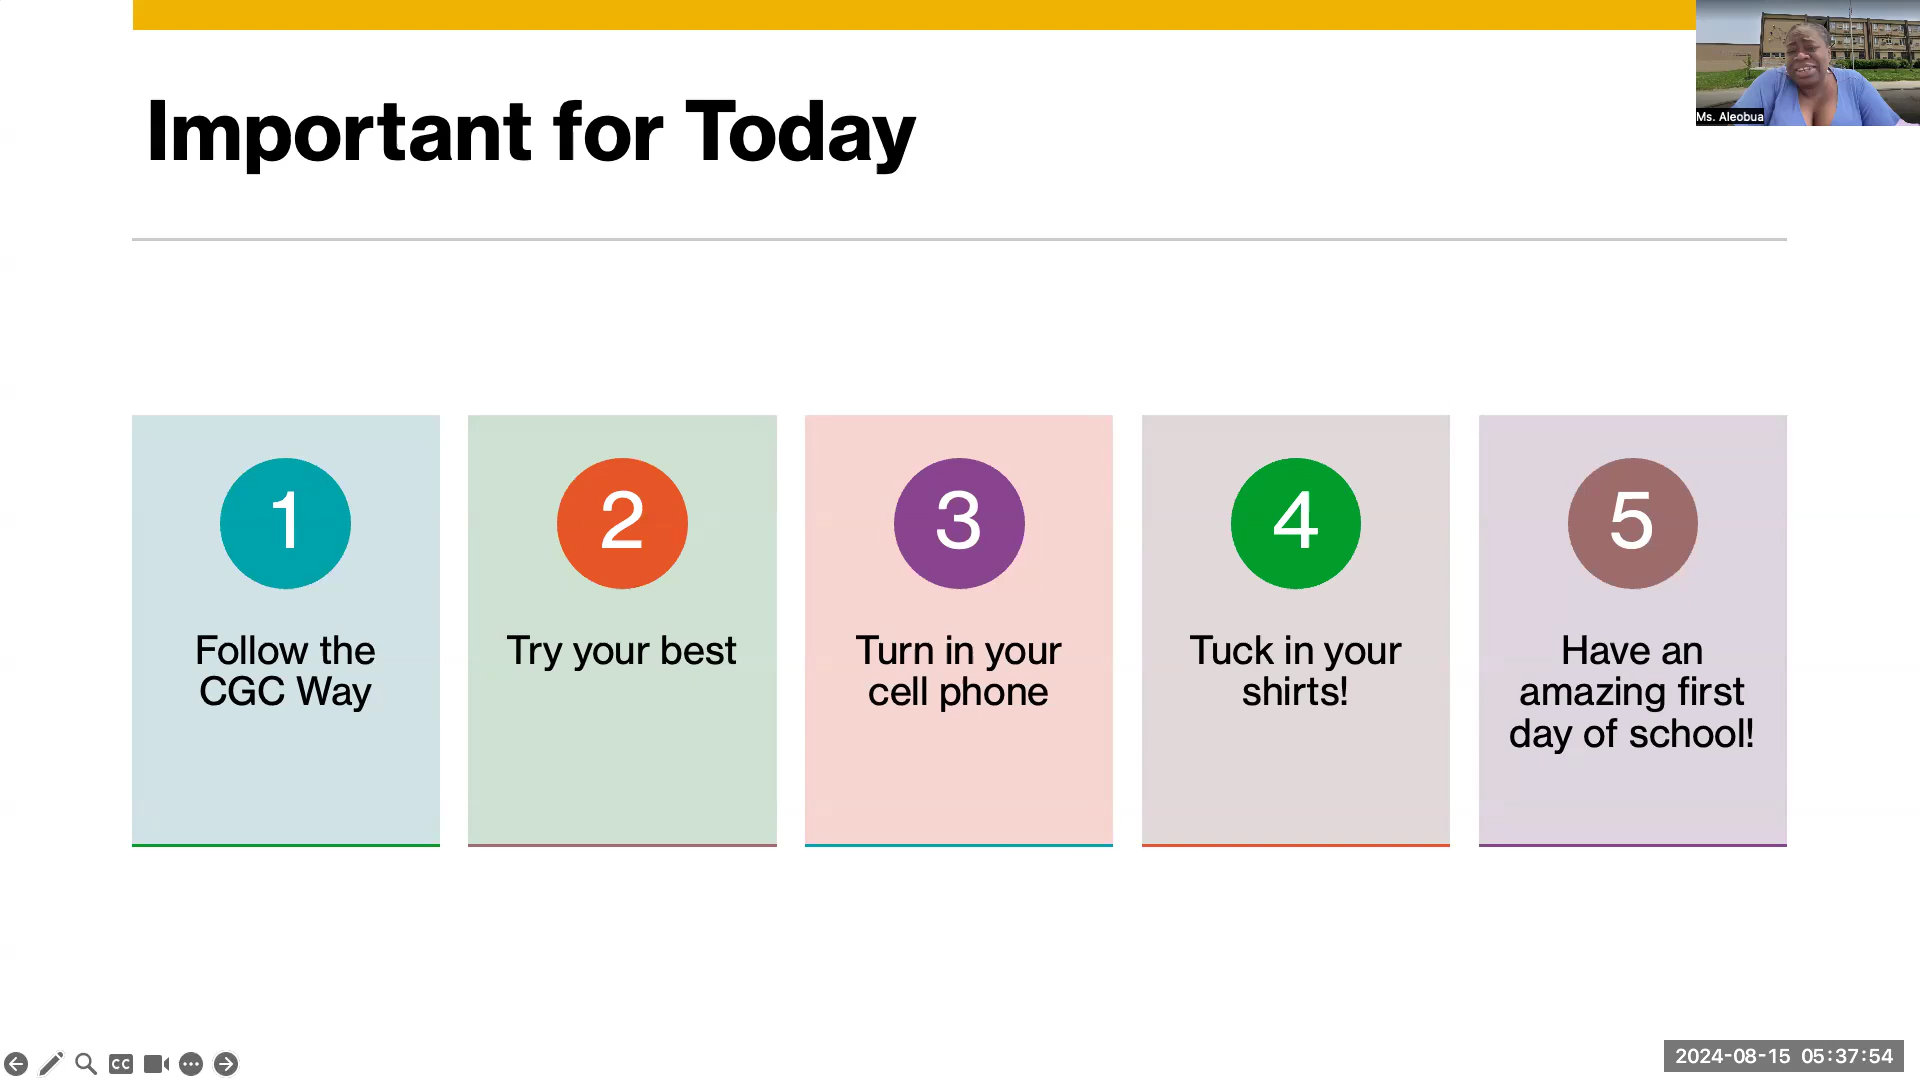 Important for Today
Ms. Aleobua
1
Follow the
CGC Way
2
Try your best
3
Turn in your
cell phone
4
Tuck in your
shirts!
5
Have an
amazing first
day of school!
CC
2024-08-15 05:37:54